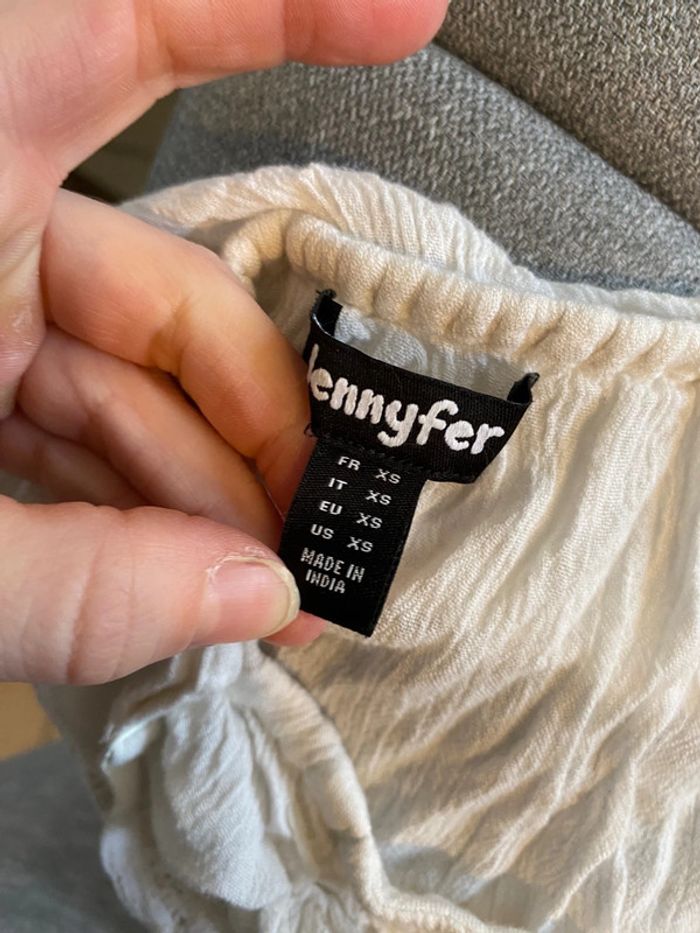 Jennyfer
FR XS
IT XS
EU XS
US XS
MADE IN
INDIA